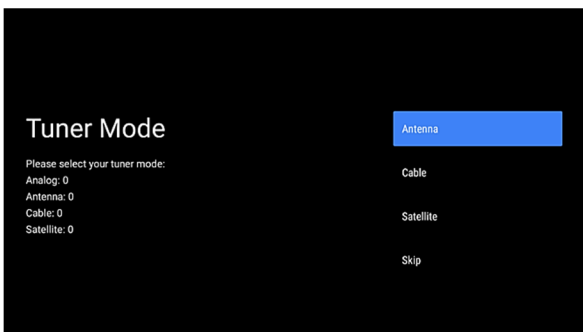 Tuner Mode
Please select your tuner mode:
Analog: 0
Antenna: 0
Cable: 0
Satellite: 0
Antenna
Cable
Satellite
Skip